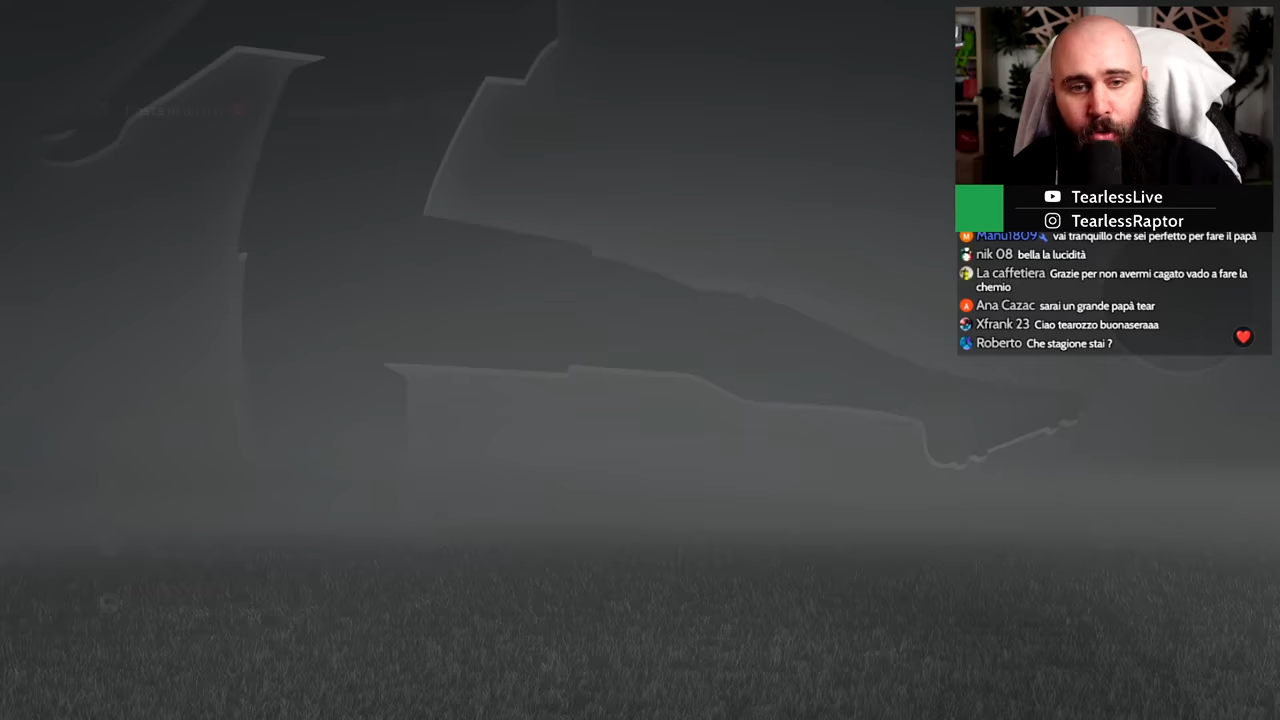 TearlessLive
TearlessRaptor
Manu1809 vai tranquillo che sei perfetto per fare il papà
nik 08 bella la lucidità
La caffetiera Grazie per non avermi cagato vado a fare la
chemio
Ana Cazac sarai un grande papà tear
Xfrank 23 Ciao tearozzo buonaseraaa
Roberto Che stagione stai ?